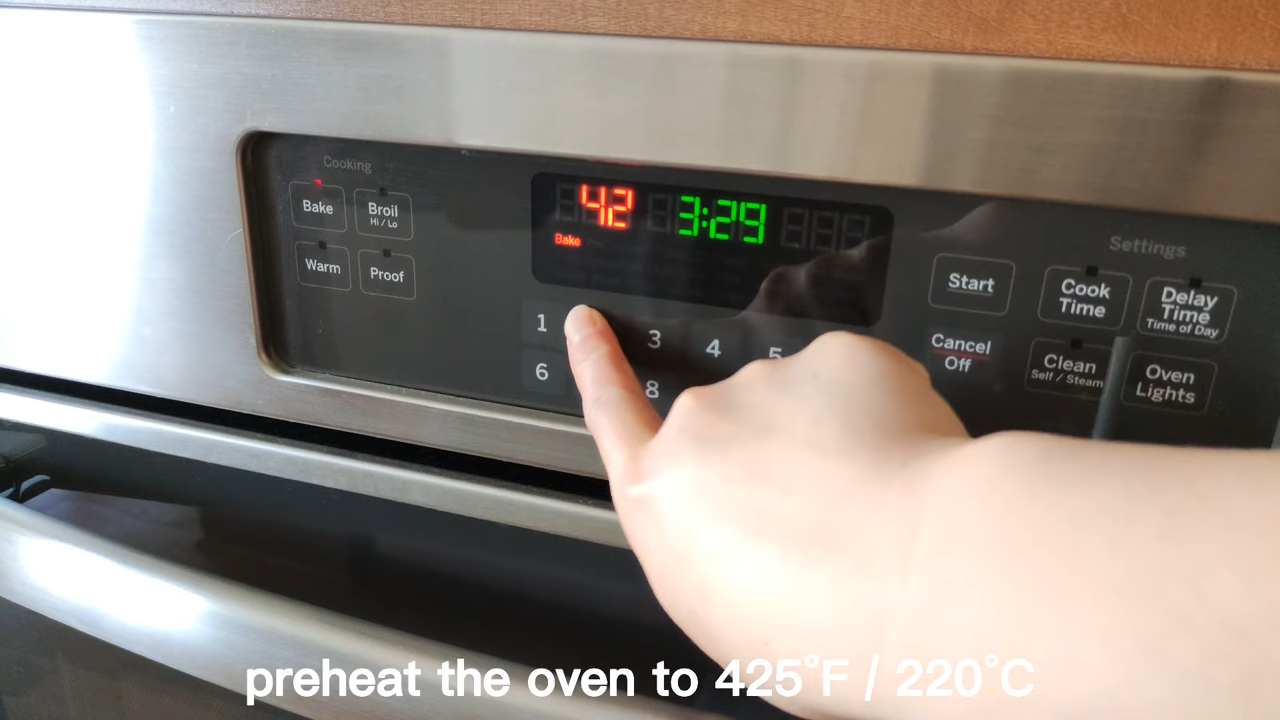 Cooking
Bake
Broil
Hi / Lo
Warm
Proof
42
3:29
Bake
1
3
4
5
6
8
Start
Cancel
Off
Settings
Cook
Time
Delay
Time
Time of Day
Clean
Self / Steam
Oven
Lights
preheat the oven to 425°F / 220°C